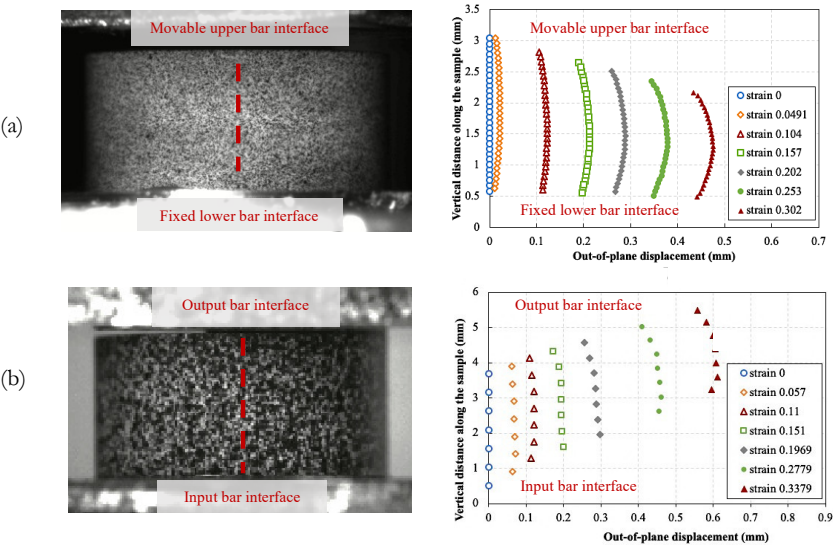 (a)
Movable upper bar interface
Fixed lower bar interface
Vertical distance along the sample (mm)
3.5
3
2.5
2
1.5
1
0.5
0
Movable upper bar interface
Fixed lower bar interface
strain 0
strain 0.0491
strain 0.104
strain 0.157
strain 0.202
strain 0.253
strain 0.302
0 0.1 0.2 0.3 0.4 0.5 0.6 0.7
Out-of-plane displacement (mm)
(b)
Output bar interface
Input bar interface
Vertical distance along the sample (mm)
6
5
4
3
2
1
0
Output bar interface
Input bar interface
strain 0
strain 0.057
strain 0.11
strain 0.151
strain 0.1969
strain 0.2779
strain 0.3379
0 0.1 0.2 0.3 0.4 0.5 0.6 0.7 0.8 0.9
Out-of-plane displacement (mm)